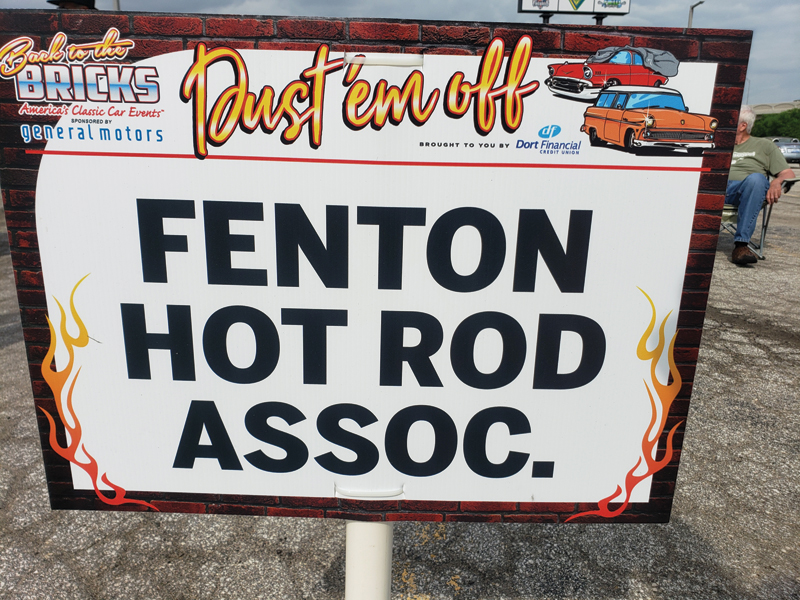 Back to the
BRICKS
America's Classic Car Events
SPONSORED BY
general motors
Dust 'em off
BROUGHT TO YOU BY
df
Dort Financial
CREDIT UNION
FENTON
HOT ROD
ASSOC.